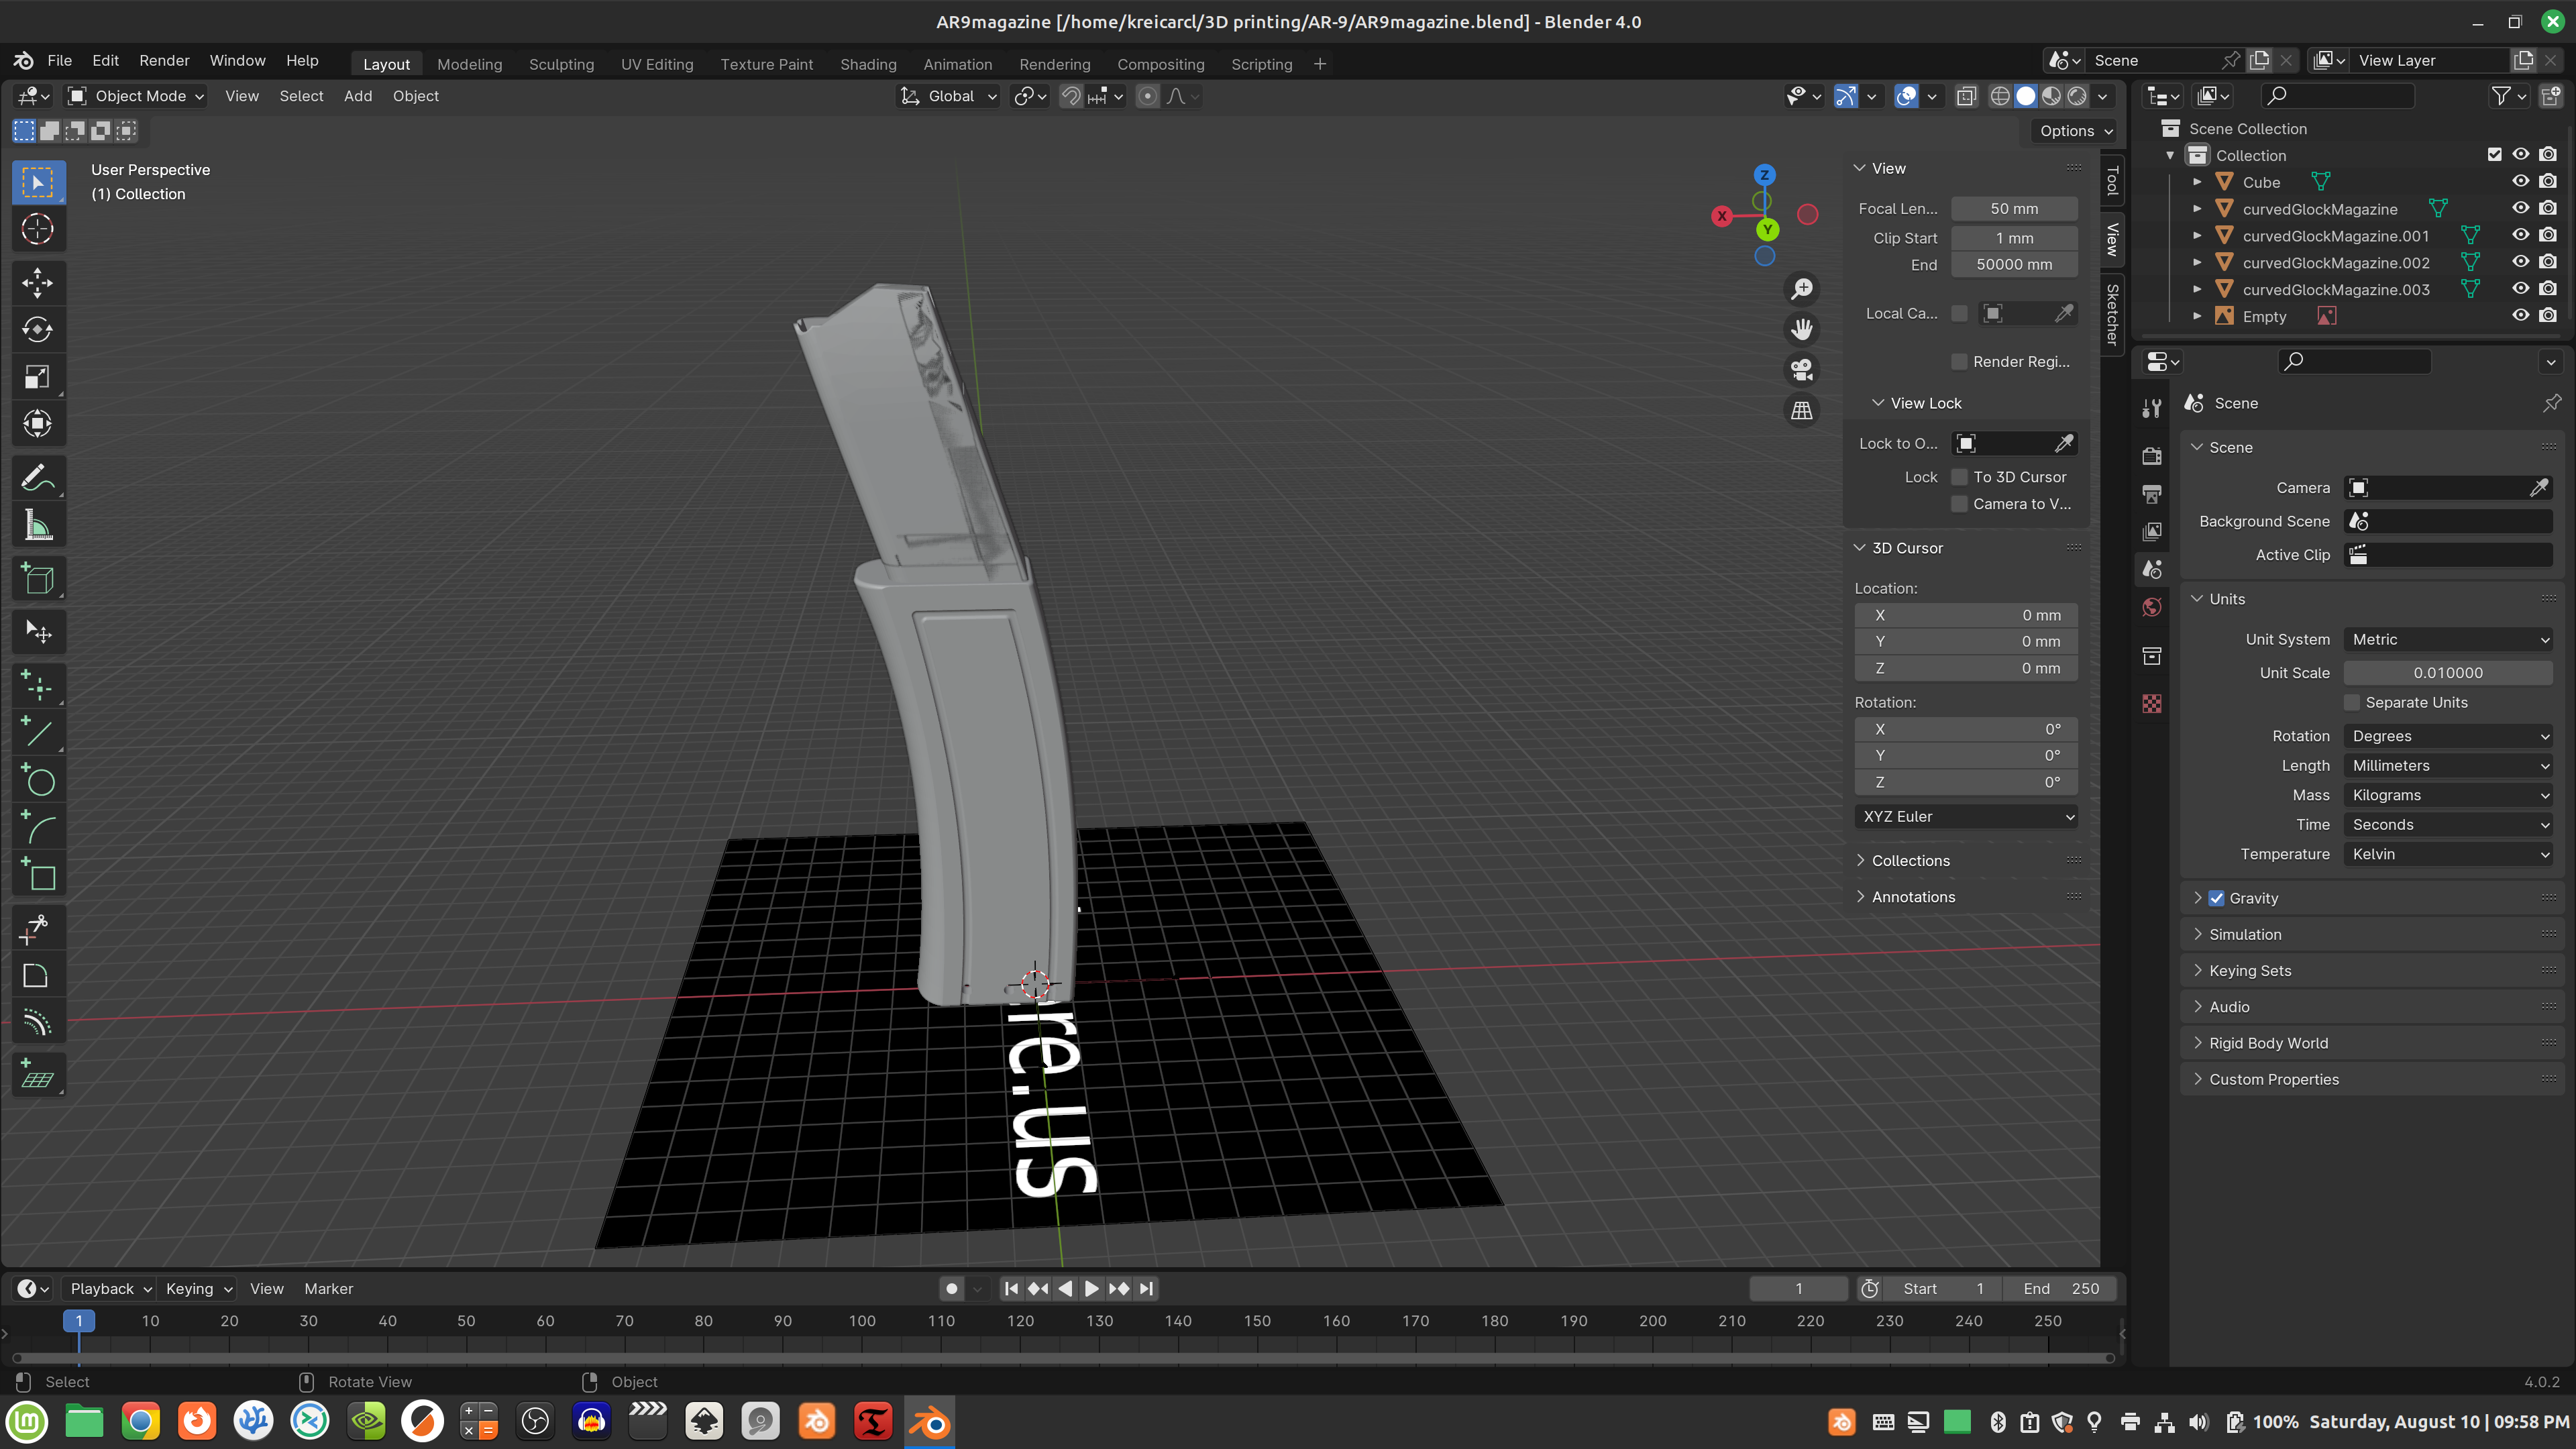 AR9magazine [/home/kreicarcl/3D printing/AR-9/AR9magazine.blend] - Blender 4.0
File Edit Render Window Help Layout Modeling Sculpting UV Editing Texture Paint Shading Animation Rendering Compositing Scripting + Scene View Layer
Object Mode View Select Add Object Global
Options
User Perspective
(1) Collection
Z
X
Y
View
Focal Len... 50 mm
Clip Start 1 mm
End 50000 mm
Local Ca...
Render Regi...
View Lock
Lock to O...
Lock To 3D Cursor
Camera to V...
3D Cursor
Location:
X 0 mm
Y 0 mm
Z 0 mm
Rotation:
X 0°
Y 0°
Z 0°
XYZ Euler
Collections
Annotations
Tool
View
Sketcher
Scene Collection
Collection
Cube
curvedGlockMagazine
curvedGlockMagazine.001
curvedGlockMagazine.002
curvedGlockMagazine.003
Empty
Scene
Scene
Camera
Background Scene
Active Clip
Units
Unit System Metric
Unit Scale 0.010000
Separate Units
Rotation Degrees
Length Millimeters
Mass Kilograms
Time Seconds
Temperature Kelvin
Gravity
Simulation
Keying Sets
Audio
Rigid Body World
Custom Properties
re.us
Playback Keying View Marker 1 Start 1 End 250
1 10 20 30 40 50 60 70 80 90 100 110 120 130 140 150 160 170 180 190 200 210 220 230 240 250
Select Rotate View Object 4.0.2
100% Saturday, August 10 | 09:58 PM